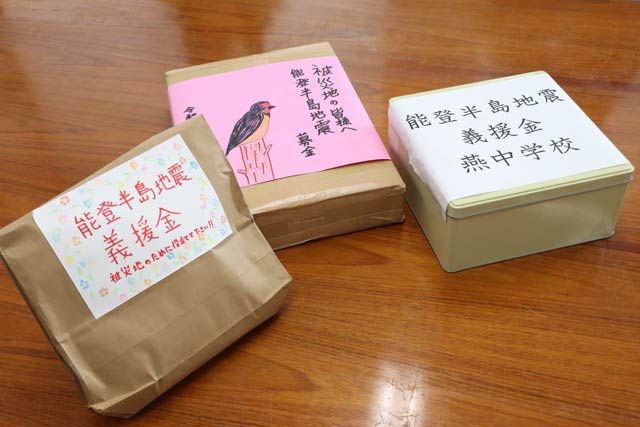 能登半島地震
義援金
被災地のために役立てて下さい!!
被災地の皆様へ
能登半島地震 募金
令和
能登半島地震
義援金
燕中学校